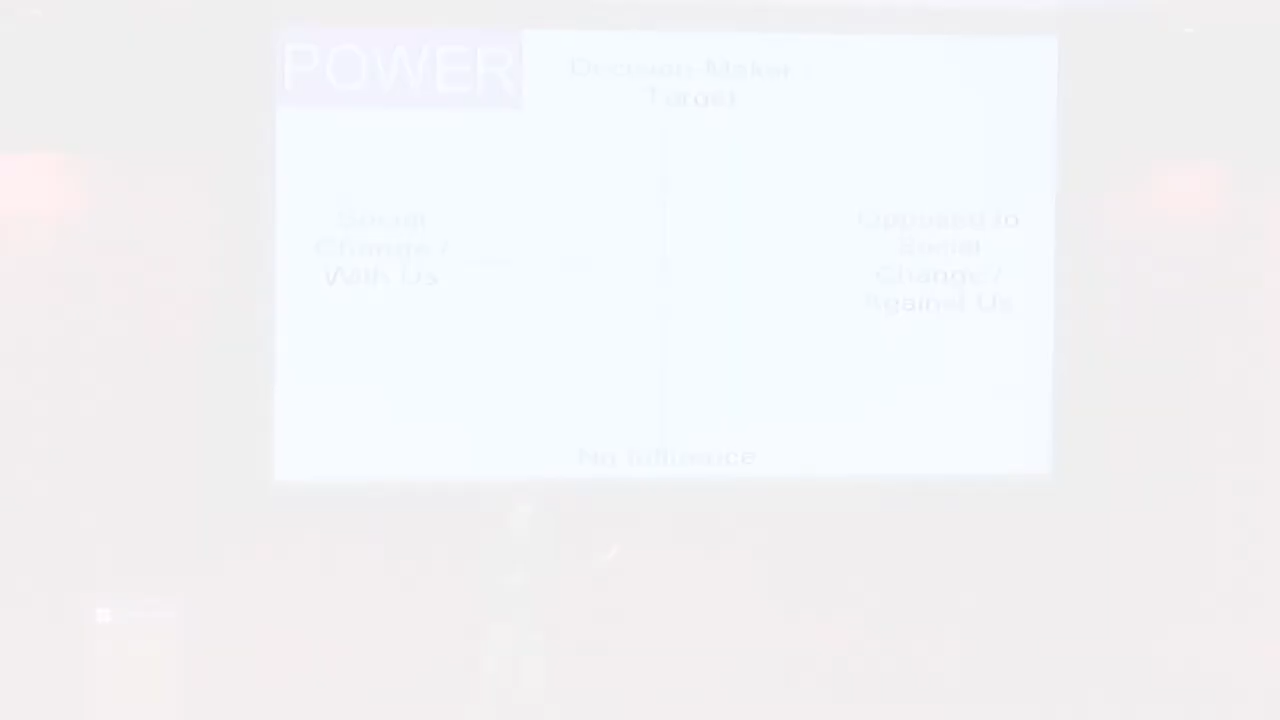 POWER
Decision Maker /
Target
Social
Change /
With Us
Opposed to
Social
Change /
Against Us
No Influence